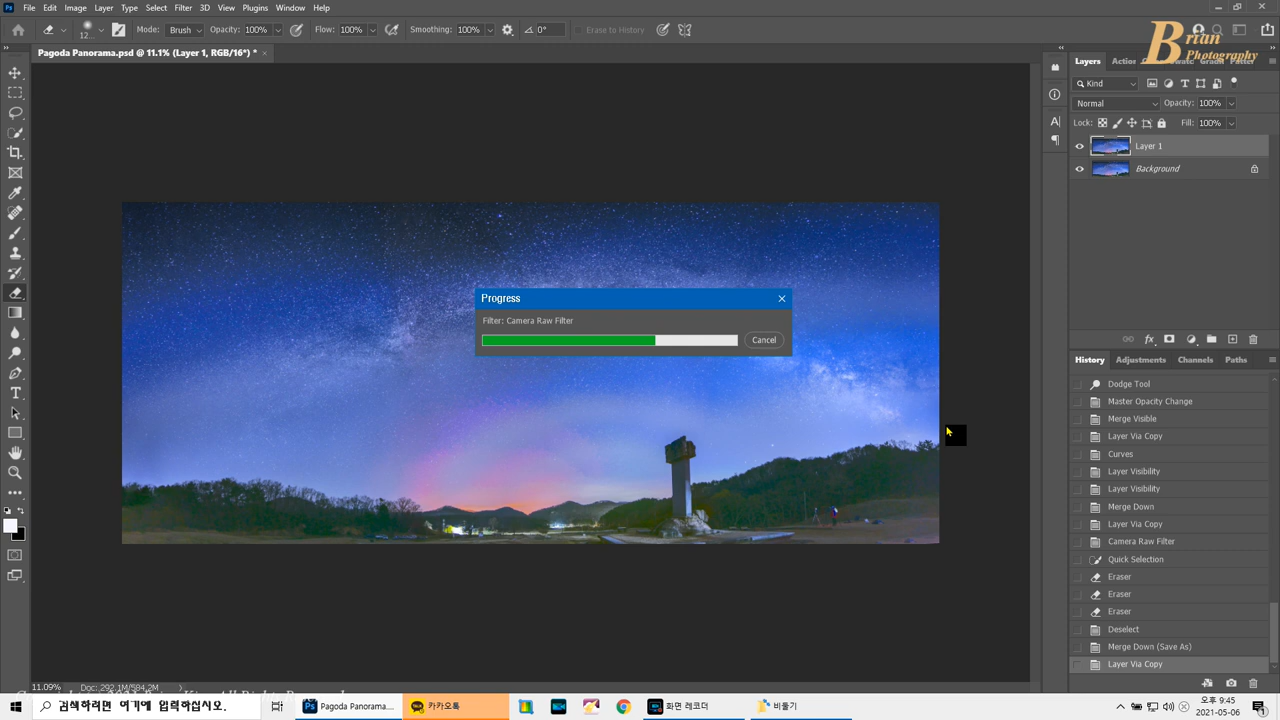 File Edit Image Layer Type Select Filter 3D View Plugins Window Help
12... Mode: Brush Opacity: 100% Flow: 100% Smoothing: 100% 0° Erase to History
Brian
Photography
Pagoda Panorama.psd @ 11.1% (Layer 1, RGB/16*) * ×
Layers Action
Kind
Normal Opacity: 100%
Lock: Fill: 100%
Layer 1
Background
Progress
Filter: Camera Raw Filter
Cancel
History Adjustments Channels Paths
Dodge Tool
Master Opacity Change
Merge Visible
Layer Via Copy
Curves
Layer Visibility
Layer Visibility
Merge Down
Layer Via Copy
Camera Raw Filter
Quick Selection
Eraser
Eraser
Eraser
Deselect
Merge Down (Save As)
Layer Via Copy
11.09% Doc: 292.1M/584.2M
검색하려면 여기에 입력하십시오.
Pagoda Panorama...
카카오톡
화면 레코더
비둘기
오후 9:45
2021-05-06